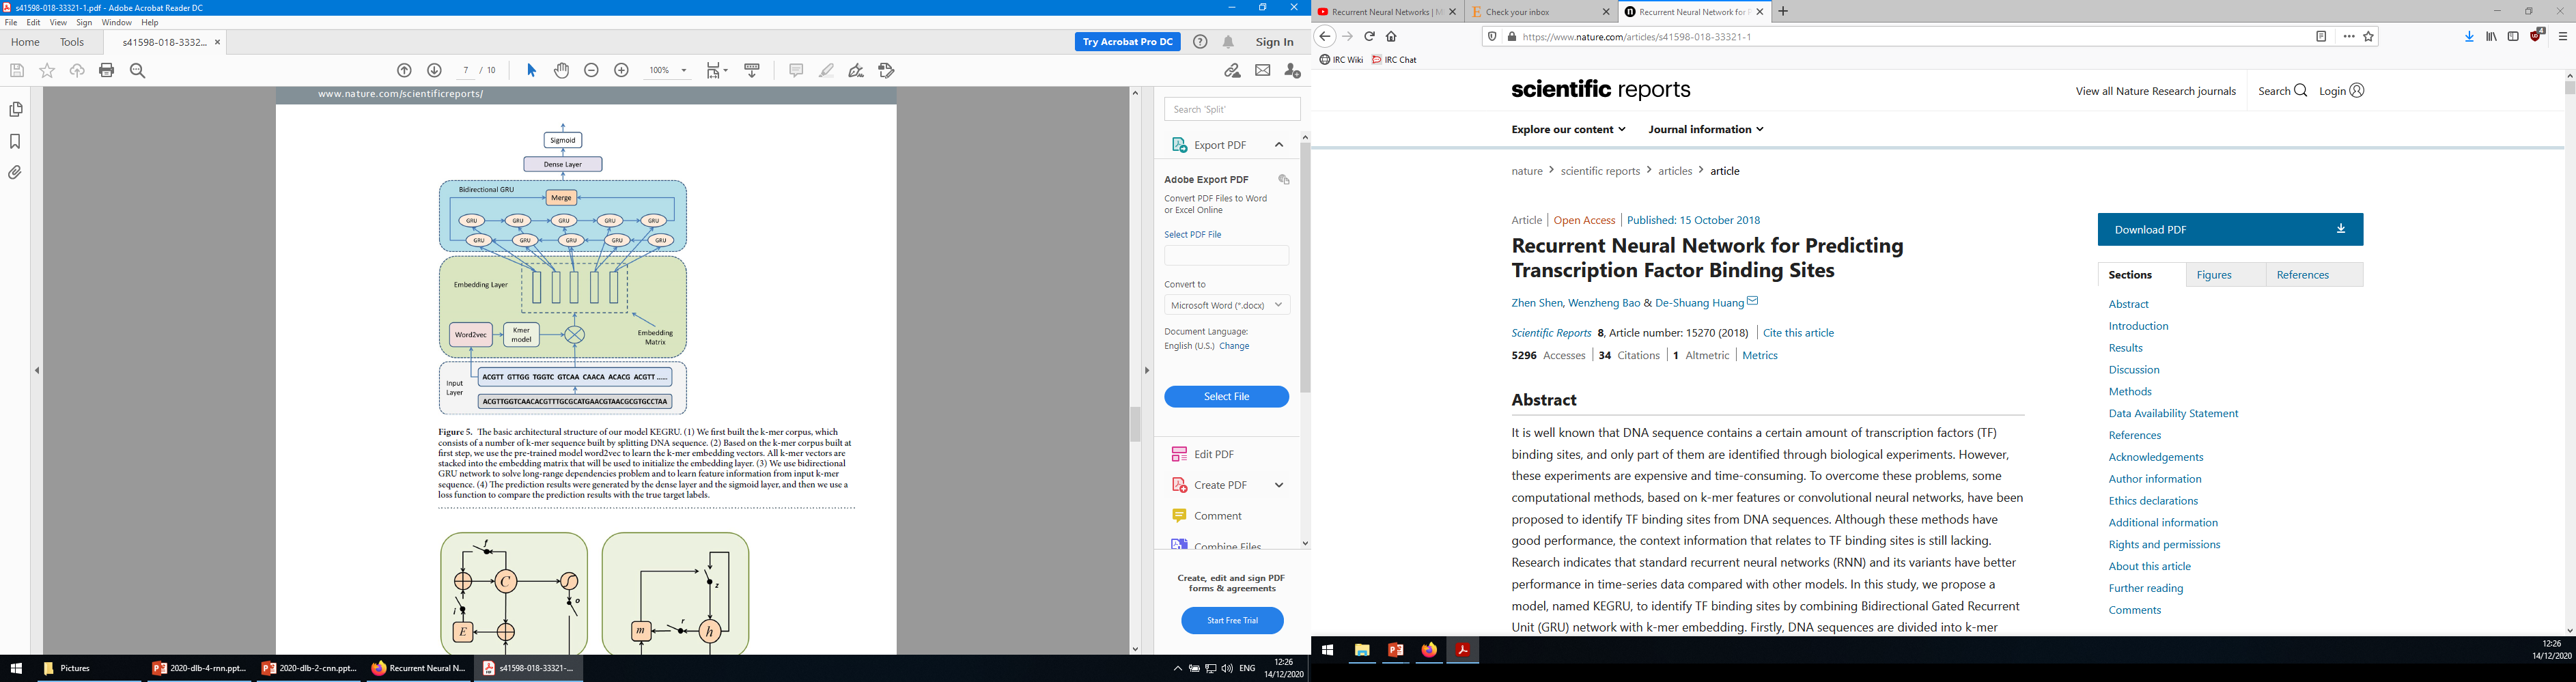 s41598-018-33321-1.pdf - Adobe Acrobat Reader DC
File Edit View Sign Window Help
Home Tools s41598-018-3332... × Try Acrobat Pro DC Sign In
7 / 10 100%
www.nature.com/scientificreports/
Sigmoid
Dense Layer
Bidirectional GRU
Merge
GRU GRU GRU GRU GRU
GRU GRU GRU GRU GRU
Embedding Layer
Word2vec
Kmer model
Embedding Matrix
Input Layer
ACGTT GTTGG TGGTC GTCAA CAACA ACACG ACGTT ......
ACGTTGGTCAACACGTTTGCGCATGAACGTAACGCGTGCCTAA
Figure 5. The basic architectural structure of our model KEGRU. (1) We first built the k-mer corpus, which
consists of a number of k-mer sequence built by splitting DNA sequence. (2) Based on the k-mer corpus built at
first step, we use the pre-trained model word2vec to learn the k-mer embedding vectors. All k-mer vectors are
stacked into the embedding matrix that will be used to initialize the embedding layer. (3) We use bidirectional
GRU network to solve long-range dependencies problem and to learn feature information from input k-mer
sequence. (4) The prediction results were generated by the dense layer and the sigmoid layer, and then we use a
loss function to compare the prediction results with the true target labels.
f
C
i
o
E
z
r
m
h
Search 'Split'
Export PDF
Adobe Export PDF
Convert PDF Files to Word
or Excel Online
Select PDF File
Convert to
Microsoft Word (*.docx)
Document Language:
English (U.S.) Change
Select File
Edit PDF
Create PDF
Comment
Combine Files
Create, edit and sign PDF
forms & agreements
Start Free Trial
Pictures 2020-dlb-4-rnn.ppt... 2020-dlb-2-cnn.ppt... Recurrent Neural N... s41598-018-33321-... ENG 12:26
14/12/2020
Recurrent Neural Networks | M Check your inbox Recurrent Neural Network for P
https://www.nature.com/articles/s41598-018-33321-1
IRC Wiki IRC Chat
scientific reports
View all Nature Research journals Search Login
Explore our content Journal information
nature > scientific reports > articles > article
Article | Open Access | Published: 15 October 2018
Recurrent Neural Network for Predicting
Transcription Factor Binding Sites
Zhen Shen, Wenzheng Bao & De-Shuang Huang
Scientific Reports 8, Article number: 15270 (2018) | Cite this article
5296 Accesses | 34 Citations | 1 Altmetric | Metrics
Abstract
It is well known that DNA sequence contains a certain amount of transcription factors (TF)
binding sites, and only part of them are identified through biological experiments. However,
these experiments are expensive and time-consuming. To overcome these problems, some
computational methods, based on k-mer features or convolutional neural networks, have been
proposed to identify TF binding sites from DNA sequences. Although these methods have
good performance, the context information that relates to TF binding sites is still lacking.
Research indicates that standard recurrent neural networks (RNN) and its variants have better
performance in time-series data compared with other models. In this study, we propose a
model, named KEGRU, to identify TF binding sites by combining Bidirectional Gated Recurrent
Unit (GRU) network with k-mer embedding. Firstly, DNA sequences are divided into k-mer
Download PDF
Sections Figures References
Abstract
Introduction
Results
Discussion
Methods
Data Availability Statement
References
Acknowledgements
Author information
Ethics declarations
Additional information
Rights and permissions
About this article
Further reading
Comments
12:26
14/12/2020